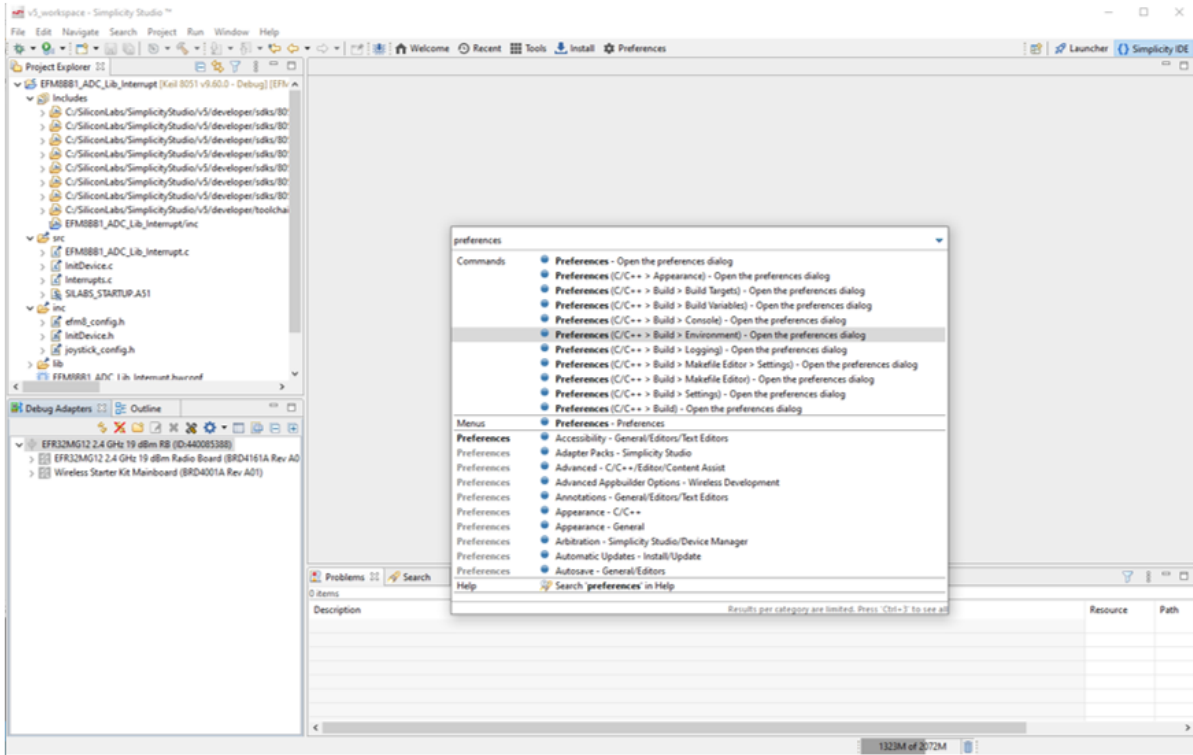 v5_workspace - Simplicity Studio ™
File Edit Navigate Search Project Run Window Help
Welcome Recent Tools Install Preferences Launcher {} Simplicity IDE
Project Explorer
EFM8BB1_ADC_Lib_Interrupt [Keil 8051 v9.60.0 - Debug] [EFM
Includes
C:/SiliconLabs/SimplicityStudio/v5/developer/sdks/80
C:/SiliconLabs/SimplicityStudio/v5/developer/sdks/80
C:/SiliconLabs/SimplicityStudio/v5/developer/sdks/80
C:/SiliconLabs/SimplicityStudio/v5/developer/sdks/80
C:/SiliconLabs/SimplicityStudio/v5/developer/sdks/80
C:/SiliconLabs/SimplicityStudio/v5/developer/sdks/80
C:/SiliconLabs/SimplicityStudio/v5/developer/sdks/80
C:/SiliconLabs/SimplicityStudio/v5/developer/toolchai
EFM8BB1_ADC_Lib_Interrupt/inc
src
EFM8BB1_ADC_Lib_Interrupt.c
InitDevice.c
Interrupts.c
SILABS_STARTUP.A51
inc
efm8_config.h
InitDevice.h
joystick_config.h
lib
EFM8BB1_ADC_Lib_Interrupt.hwconf
Debug Adapters Outline
EFR32MG12 2.4 GHz 19 dBm RB (ID:440085388)
EFR32MG12 2.4 GHz 19 dBm Radio Board (BRD4161A Rev A0
Wireless Starter Kit Mainboard (BRD4001A Rev A01)
preferences
Commands Preferences - Open the preferences dialog
Preferences (C/C++ > Appearance) - Open the preferences dialog
Preferences (C/C++ > Build > Build Targets) - Open the preferences dialog
Preferences (C/C++ > Build > Build Variables) - Open the preferences dialog
Preferences (C/C++ > Build > Console) - Open the preferences dialog
Preferences (C/C++ > Build > Environment) - Open the preferences dialog
Preferences (C/C++ > Build > Logging) - Open the preferences dialog
Preferences (C/C++ > Build > Makefile Editor > Settings) - Open the preferences dialog
Preferences (C/C++ > Build > Makefile Editor) - Open the preferences dialog
Preferences (C/C++ > Build > Settings) - Open the preferences dialog
Preferences (C/C++ > Build) - Open the preferences dialog
Menus Preferences - Preferences
Preferences Accessibility - General/Editors/Text Editors
Preferences Adapter Packs - Simplicity Studio
Preferences Advanced - C/C++/Editor/Content Assist
Preferences Advanced Appbuilder Options - Wireless Development
Preferences Annotations - General/Editors/Text Editors
Preferences Appearance - C/C++
Preferences Appearance - General
Preferences Arbitration - Simplicity Studio/Device Manager
Preferences Automatic Updates - Install/Update
Preferences Autosave - General/Editors
Help Search 'preferences' in Help
Results per category are limited. Press 'Ctrl+3' to see all
Problems Search
0 items
Description Resource Path
1323M of 2072M